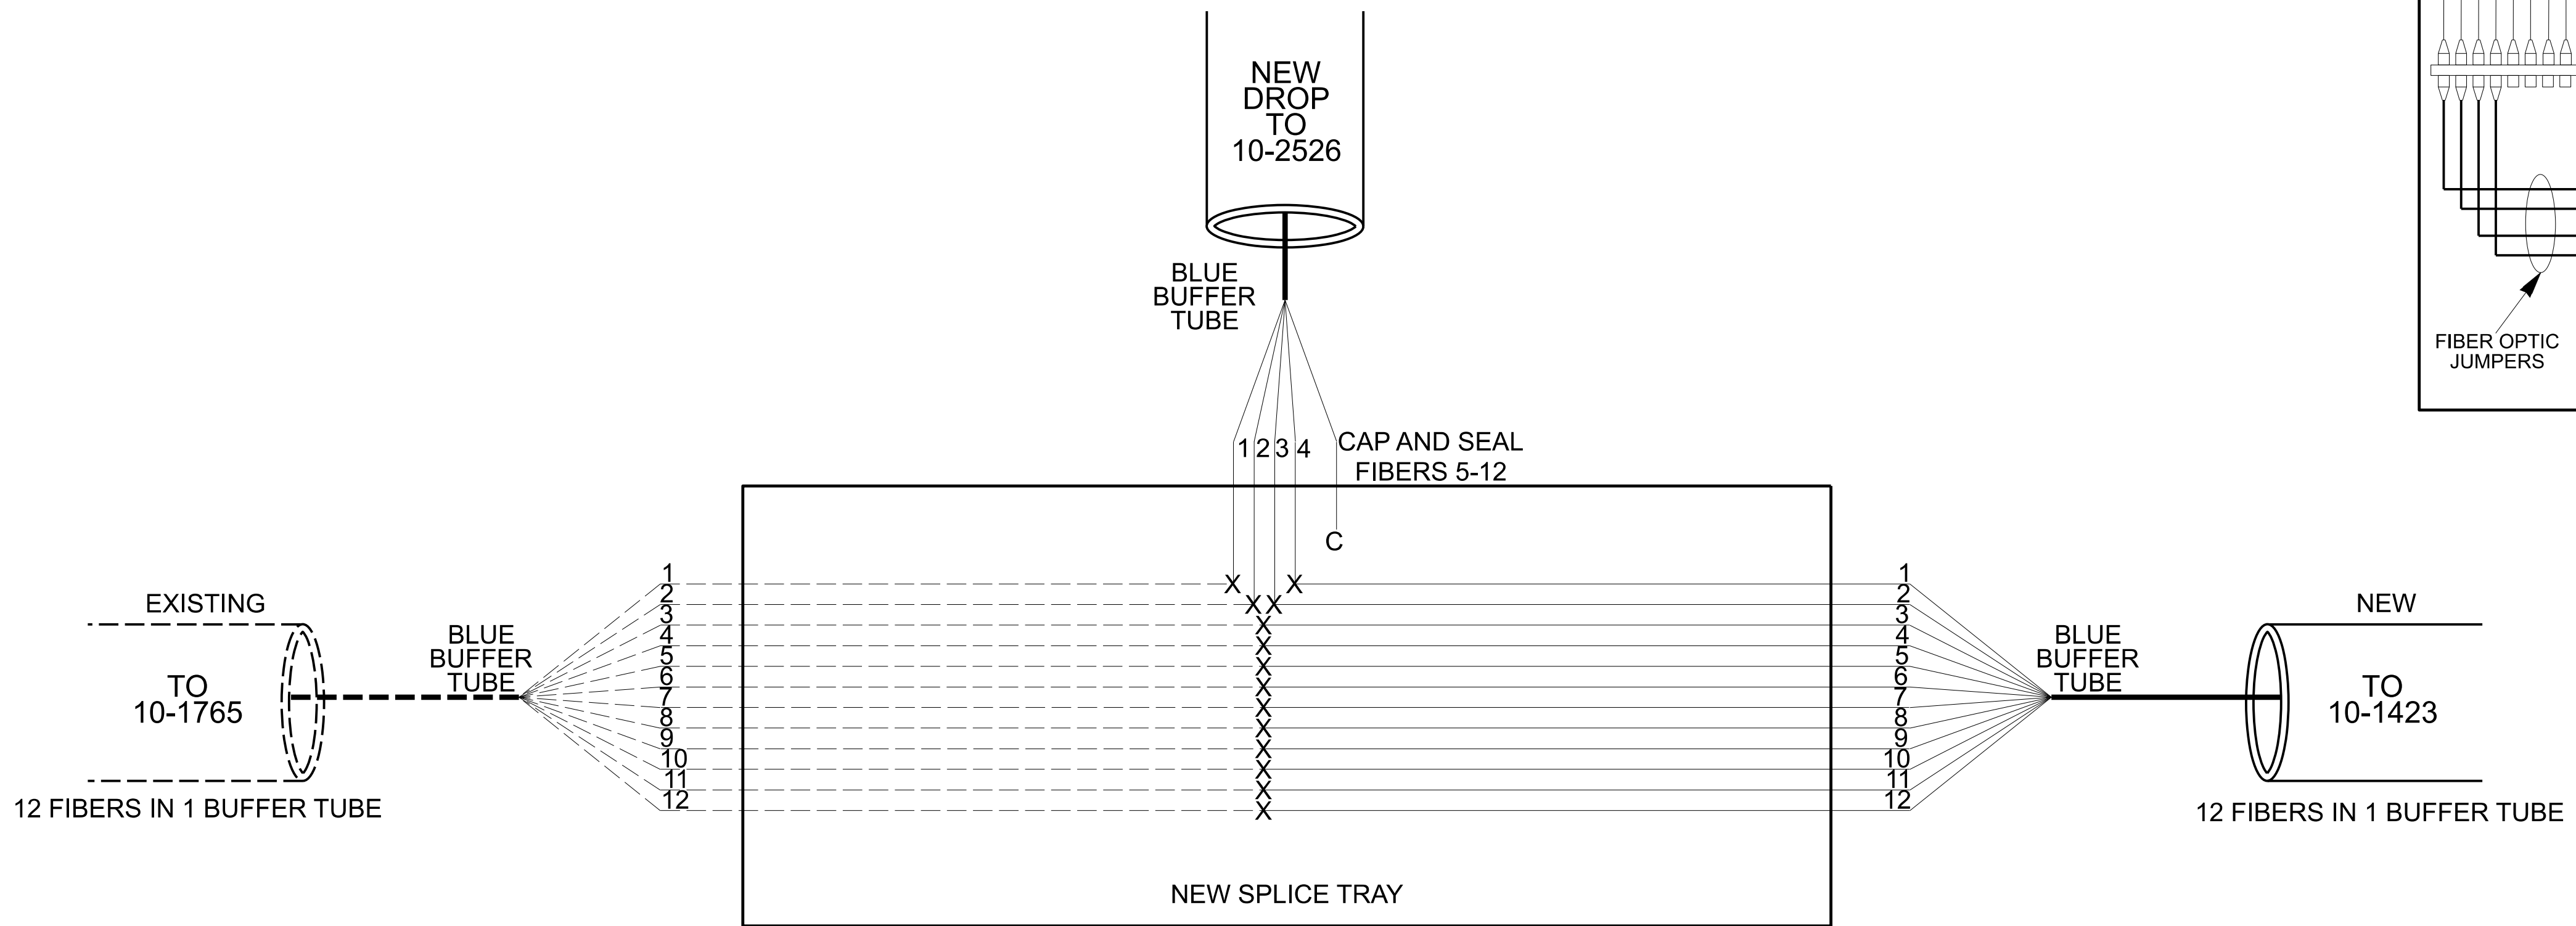 NEW
DROP
TO
10-2526
BLUE
BUFFER
TUBE
FIBER OPTIC
JUMPERS
1 2 3 4
CAP AND SEAL
FIBERS 5-12
C
EXISTING
TO
10-1765
12 FIBERS IN 1 BUFFER TUBE
BLUE
BUFFER
TUBE
1
2
3
4
5
6
7
8
9
10
11
12
X X
X X
X
X
X
X
X
X
X
X
X
X
NEW SPLICE TRAY
1
2
3
4
5
6
7
8
9
10
11
12
BLUE
BUFFER
TUBE
NEW
TO
10-1423
12 FIBERS IN 1 BUFFER TUBE